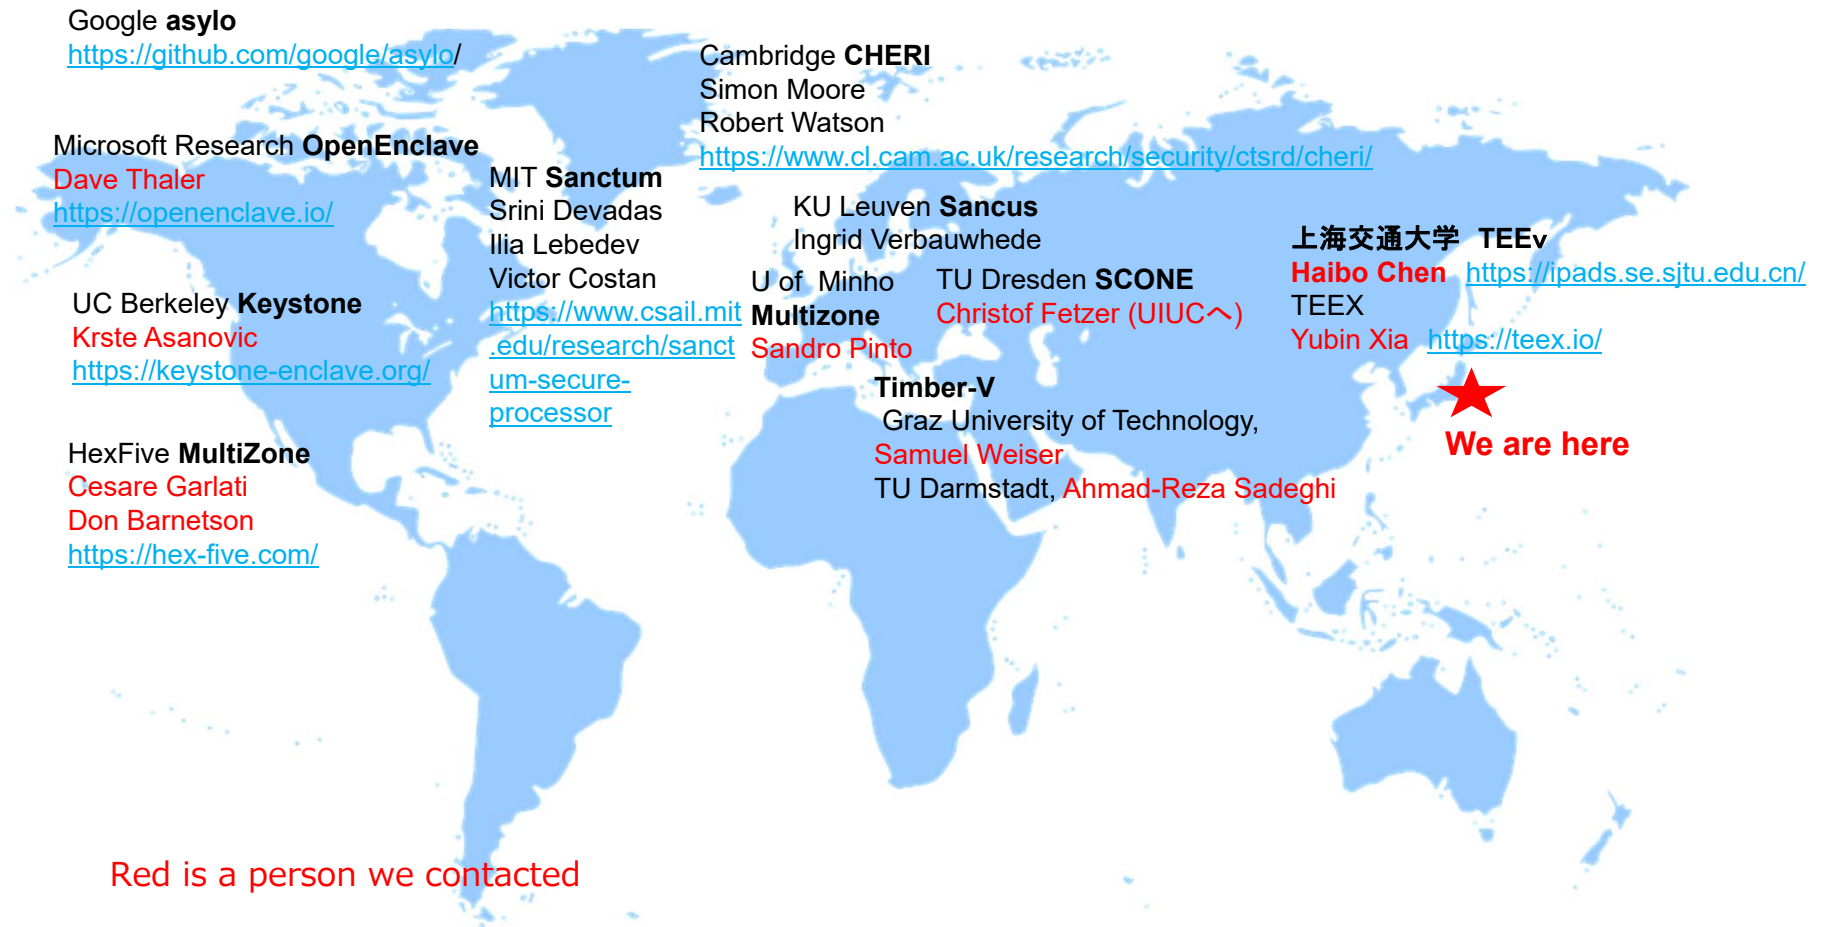 Google asylo
https://github.com/google/asylo/
Microsoft Research OpenEnclave
Dave Thaler
https://openenclave.io/
UC Berkeley Keystone
Krste Asanovic
https://keystone-enclave.org/
HexFive MultiZone
Cesare Garlati
Don Barnetson
https://hex-five.com/
MIT Sanctum
Srini Devadas
Ilia Lebedev
Victor Costan
https://www.csail.mit
.edu/research/sanct
um-secure-
processor
Cambridge CHERI
Simon Moore
Robert Watson
https://www.cl.cam.ac.uk/research/security/ctsrd/cheri/
KU Leuven Sancus
Ingrid Verbauwhede
U of Minho
Multizone
Sandro Pinto
TU Dresden SCONE
Christof Fetzer (UIUCへ)
Timber-V
Graz University of Technology,
Samuel Weiser
TU Darmstadt, Ahmad-Reza Sadeghi
上海交通大学 TEEv
Haibo Chen https://ipads.se.sjtu.edu.cn/
TEEX
Yubin Xia https://teex.io/
We are here
Red is a person we contacted